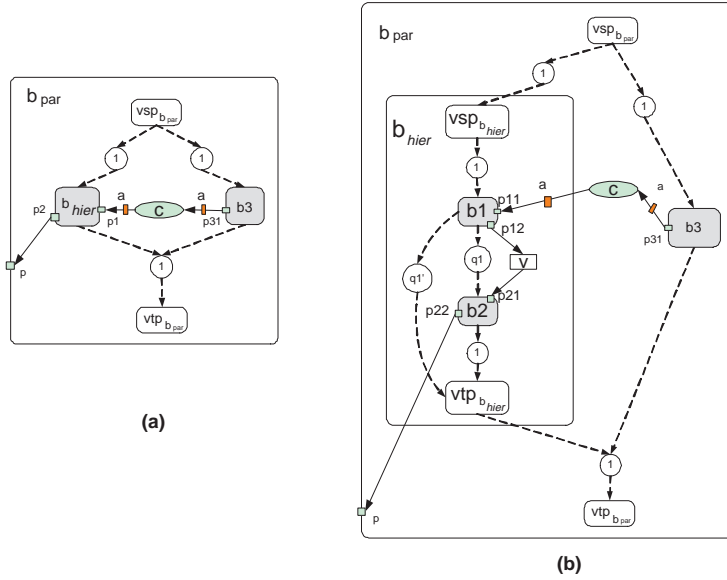 b par
vsp b par
1
1
b hier
a
c
a
b3
p2
p1
p31
1
p
vtp b par
(a)
b par
vsp b par
1
1
b hier
vsp b hier
1
b1
p11
a
c
a
p12
p31
b3
q1'
q1
v
p21
p22
b2
1
vtp b hier
1
p
vtp b par
(b)